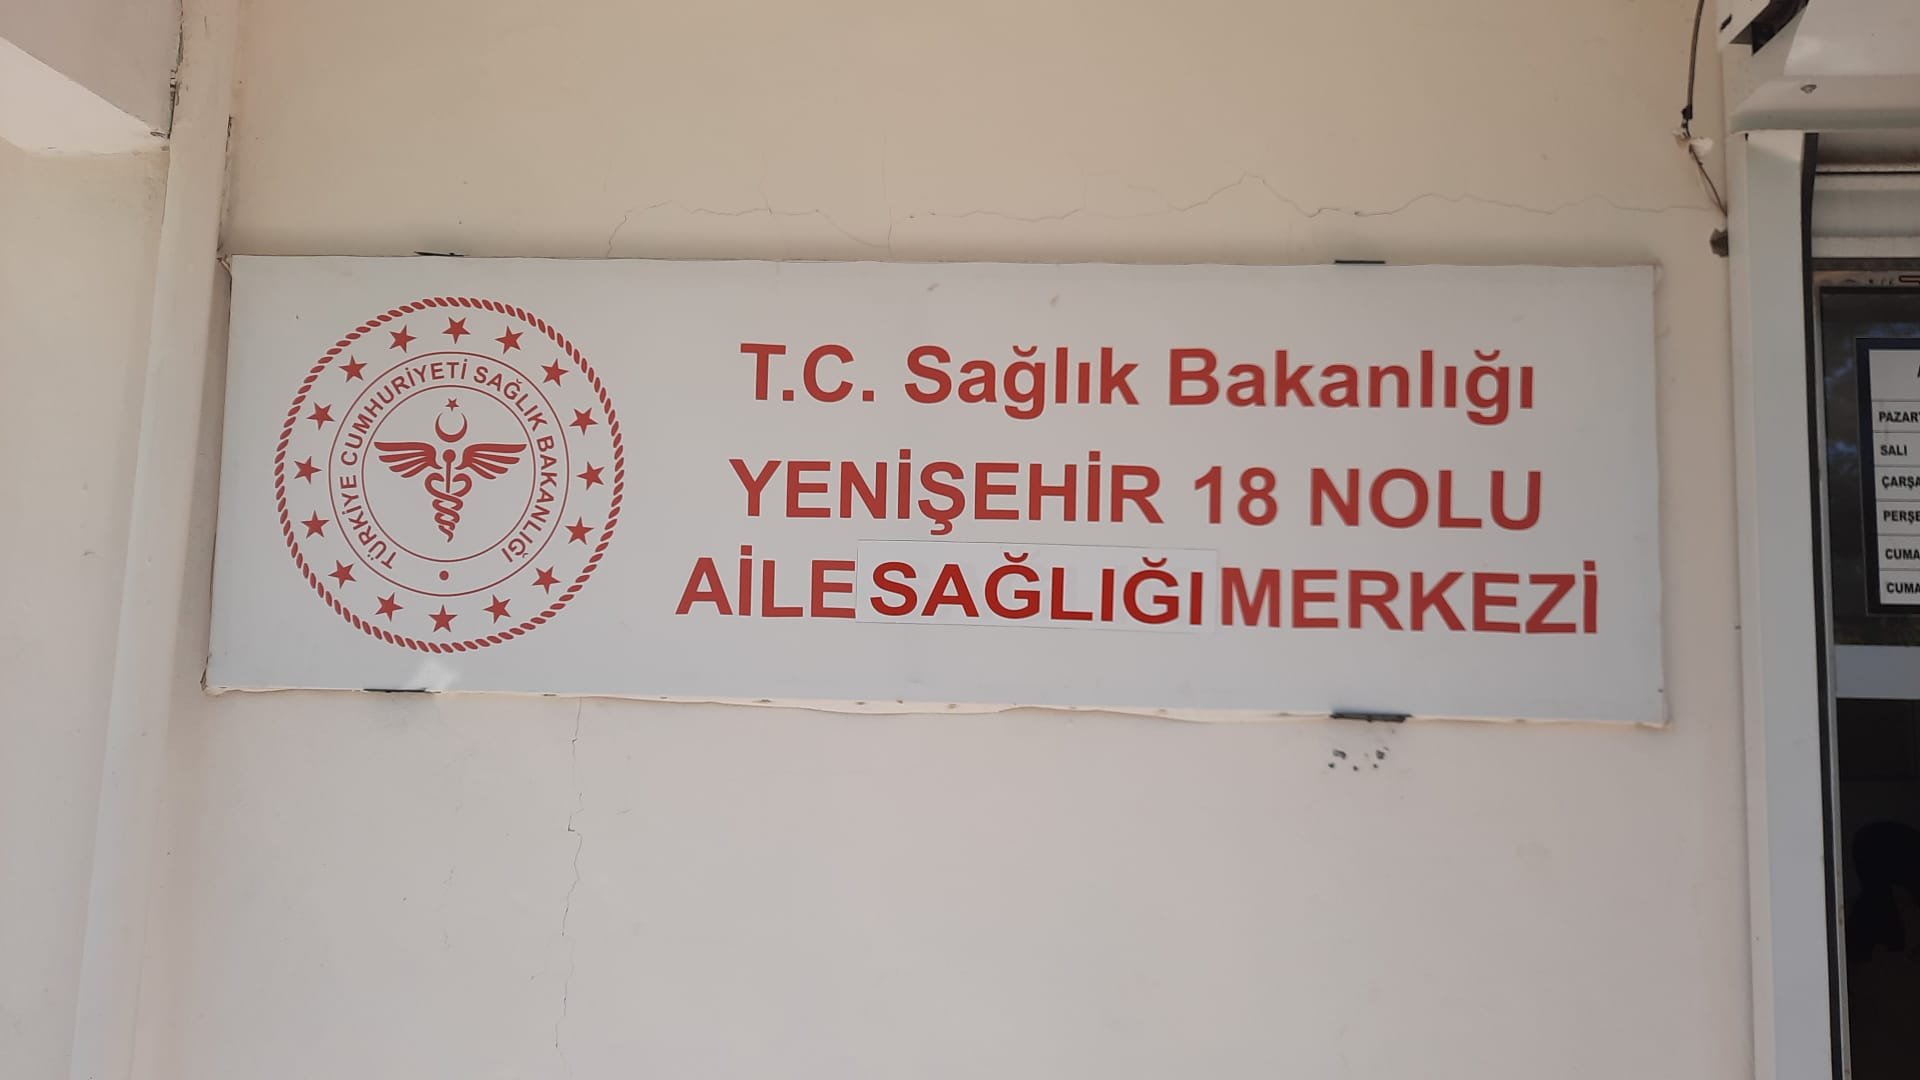 TÜRKİYE CUMHURİYETİ SAĞLIK BAKANLIĞI
T.C. Sağlık Bakanlığı
YENİŞEHİR 18 NOLU
AİLE SAĞLIĞI MERKEZİ
SALI